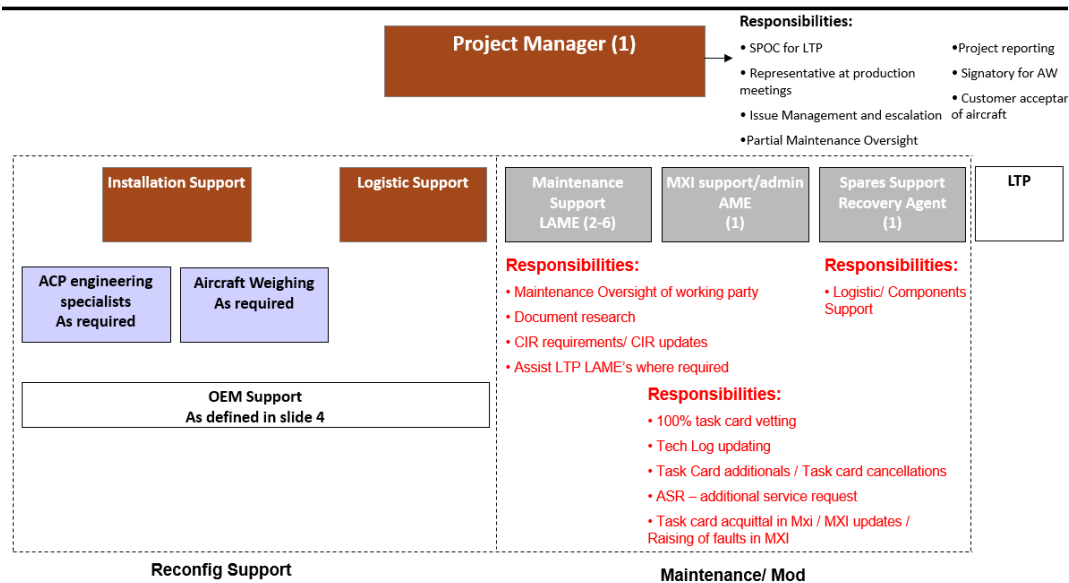 Project Manager (1)
Responsibilities:
• SPOC for LTP
• Representative at production
meetings
• Issue Management and escalation
•Partial Maintenance Oversight
•Project reporting
• Signatory for AW
• Customer acceptan
of aircraft
Installation Support
Logistic Support
Maintenance
Support
LAME (2-6)
MXI support/admin
AME
(1)
Spares Support
Recovery Agent
(1)
LTP
ACP engineering
specialists
As required
Aircraft Weighing
As required
OEM Support
As defined in slide 4
Responsibilities:
• Maintenance Oversight of working party
• Document research
• CIR requirements/ CIR updates
• Assist LTP LAME's where required
Responsibilities:
• Logistic/ Components
Support
Responsibilities:
• 100% task card vetting
• Tech Log updating
• Task Card additionals / Task card cancellations
• ASR – additional service request
• Task card acquittal in Mxi / MXI updates /
Raising of faults in MXI
Reconfig Support
Maintenance/ Mod